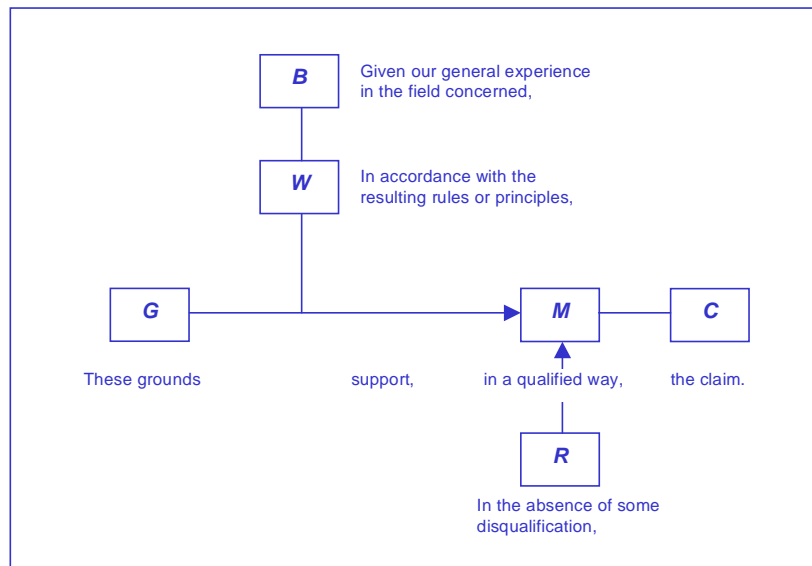 B
Given our general experience
in the field concerned,
W
In accordance with the
resulting rules or principles,
G
M
C
These grounds support, in a qualified way, the claim.
R
In the absence of some
disqualification,